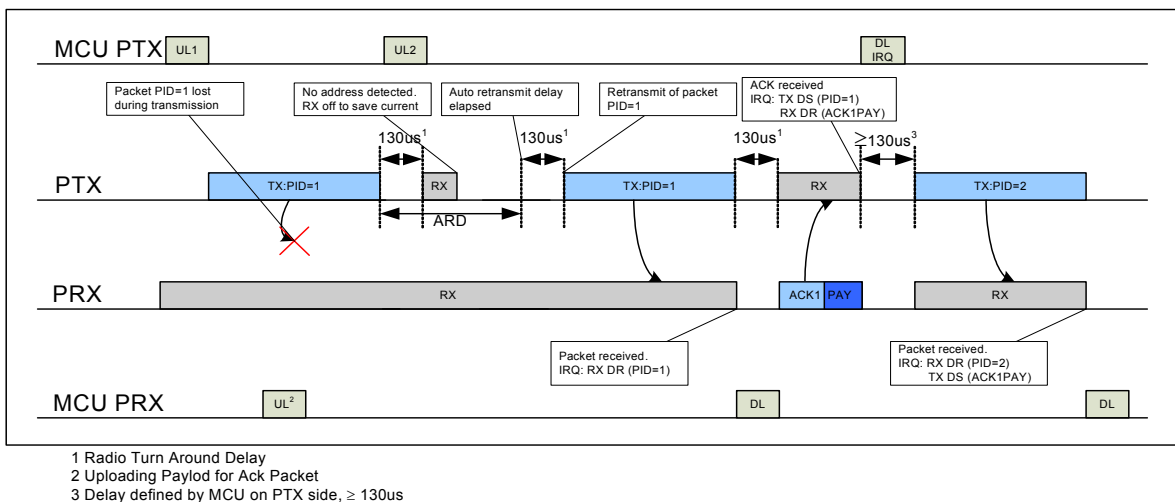 MCU PTX
UL1
UL2
DL
IRQ
Packet PID=1 lost
during transmission
No address detected.
RX off to save current
Auto retransmit delay
elapsed
Retransmit of packet
PID=1
ACK received
IRQ: TX DS (PID=1)
RX DR (ACK1PAY)
130us¹
130us¹
130us¹
≥130us³
PTX
TX:PID=1
RX
TX:PID=1
RX
TX:PID=2
ARD
PRX
RX
ACK1
PAY
RX
Packet received.
IRQ: RX DR (PID=1)
Packet received.
IRQ: RX DR (PID=2)
TX DS (ACK1PAY)
MCU PRX
UL²
DL
DL
1 Radio Turn Around Delay
2 Uploading Paylod for Ack Packet
3 Delay defined by MCU on PTX side, ≥ 130us